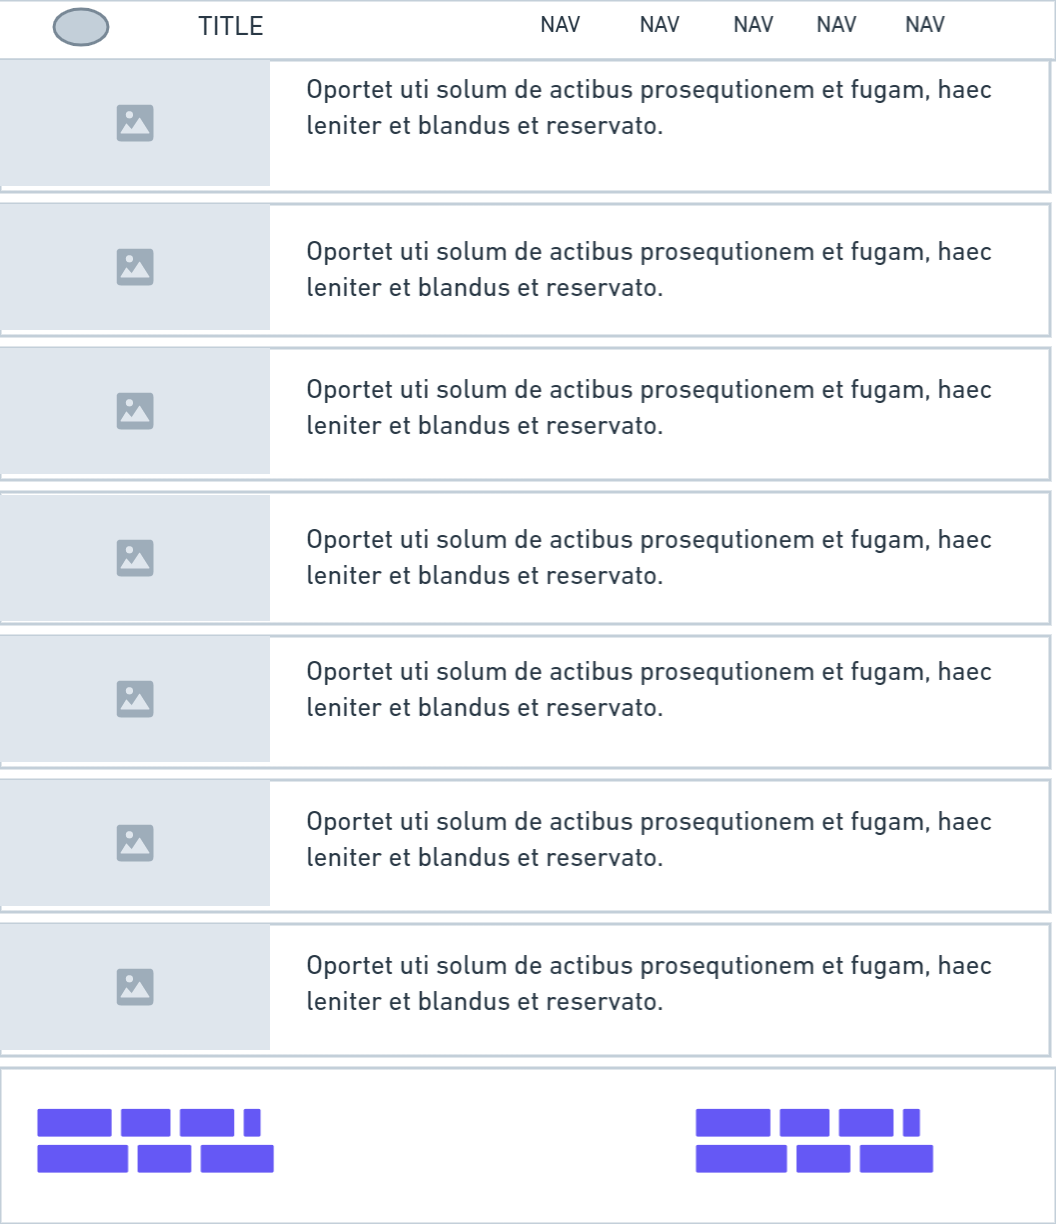 TITLE NAV NAV NAV NAV NAV
Oportet uti solum de actibus prosequtionem et fugam, haec
leniter et blandus et reservato.
Oportet uti solum de actibus prosequtionem et fugam, haec
leniter et blandus et reservato.
Oportet uti solum de actibus prosequtionem et fugam, haec
leniter et blandus et reservato.
Oportet uti solum de actibus prosequtionem et fugam, haec
leniter et blandus et reservato.
Oportet uti solum de actibus prosequtionem et fugam, haec
leniter et blandus et reservato.
Oportet uti solum de actibus prosequtionem et fugam, haec
leniter et blandus et reservato.
Oportet uti solum de actibus prosequtionem et fugam, haec
leniter et blandus et reservato.